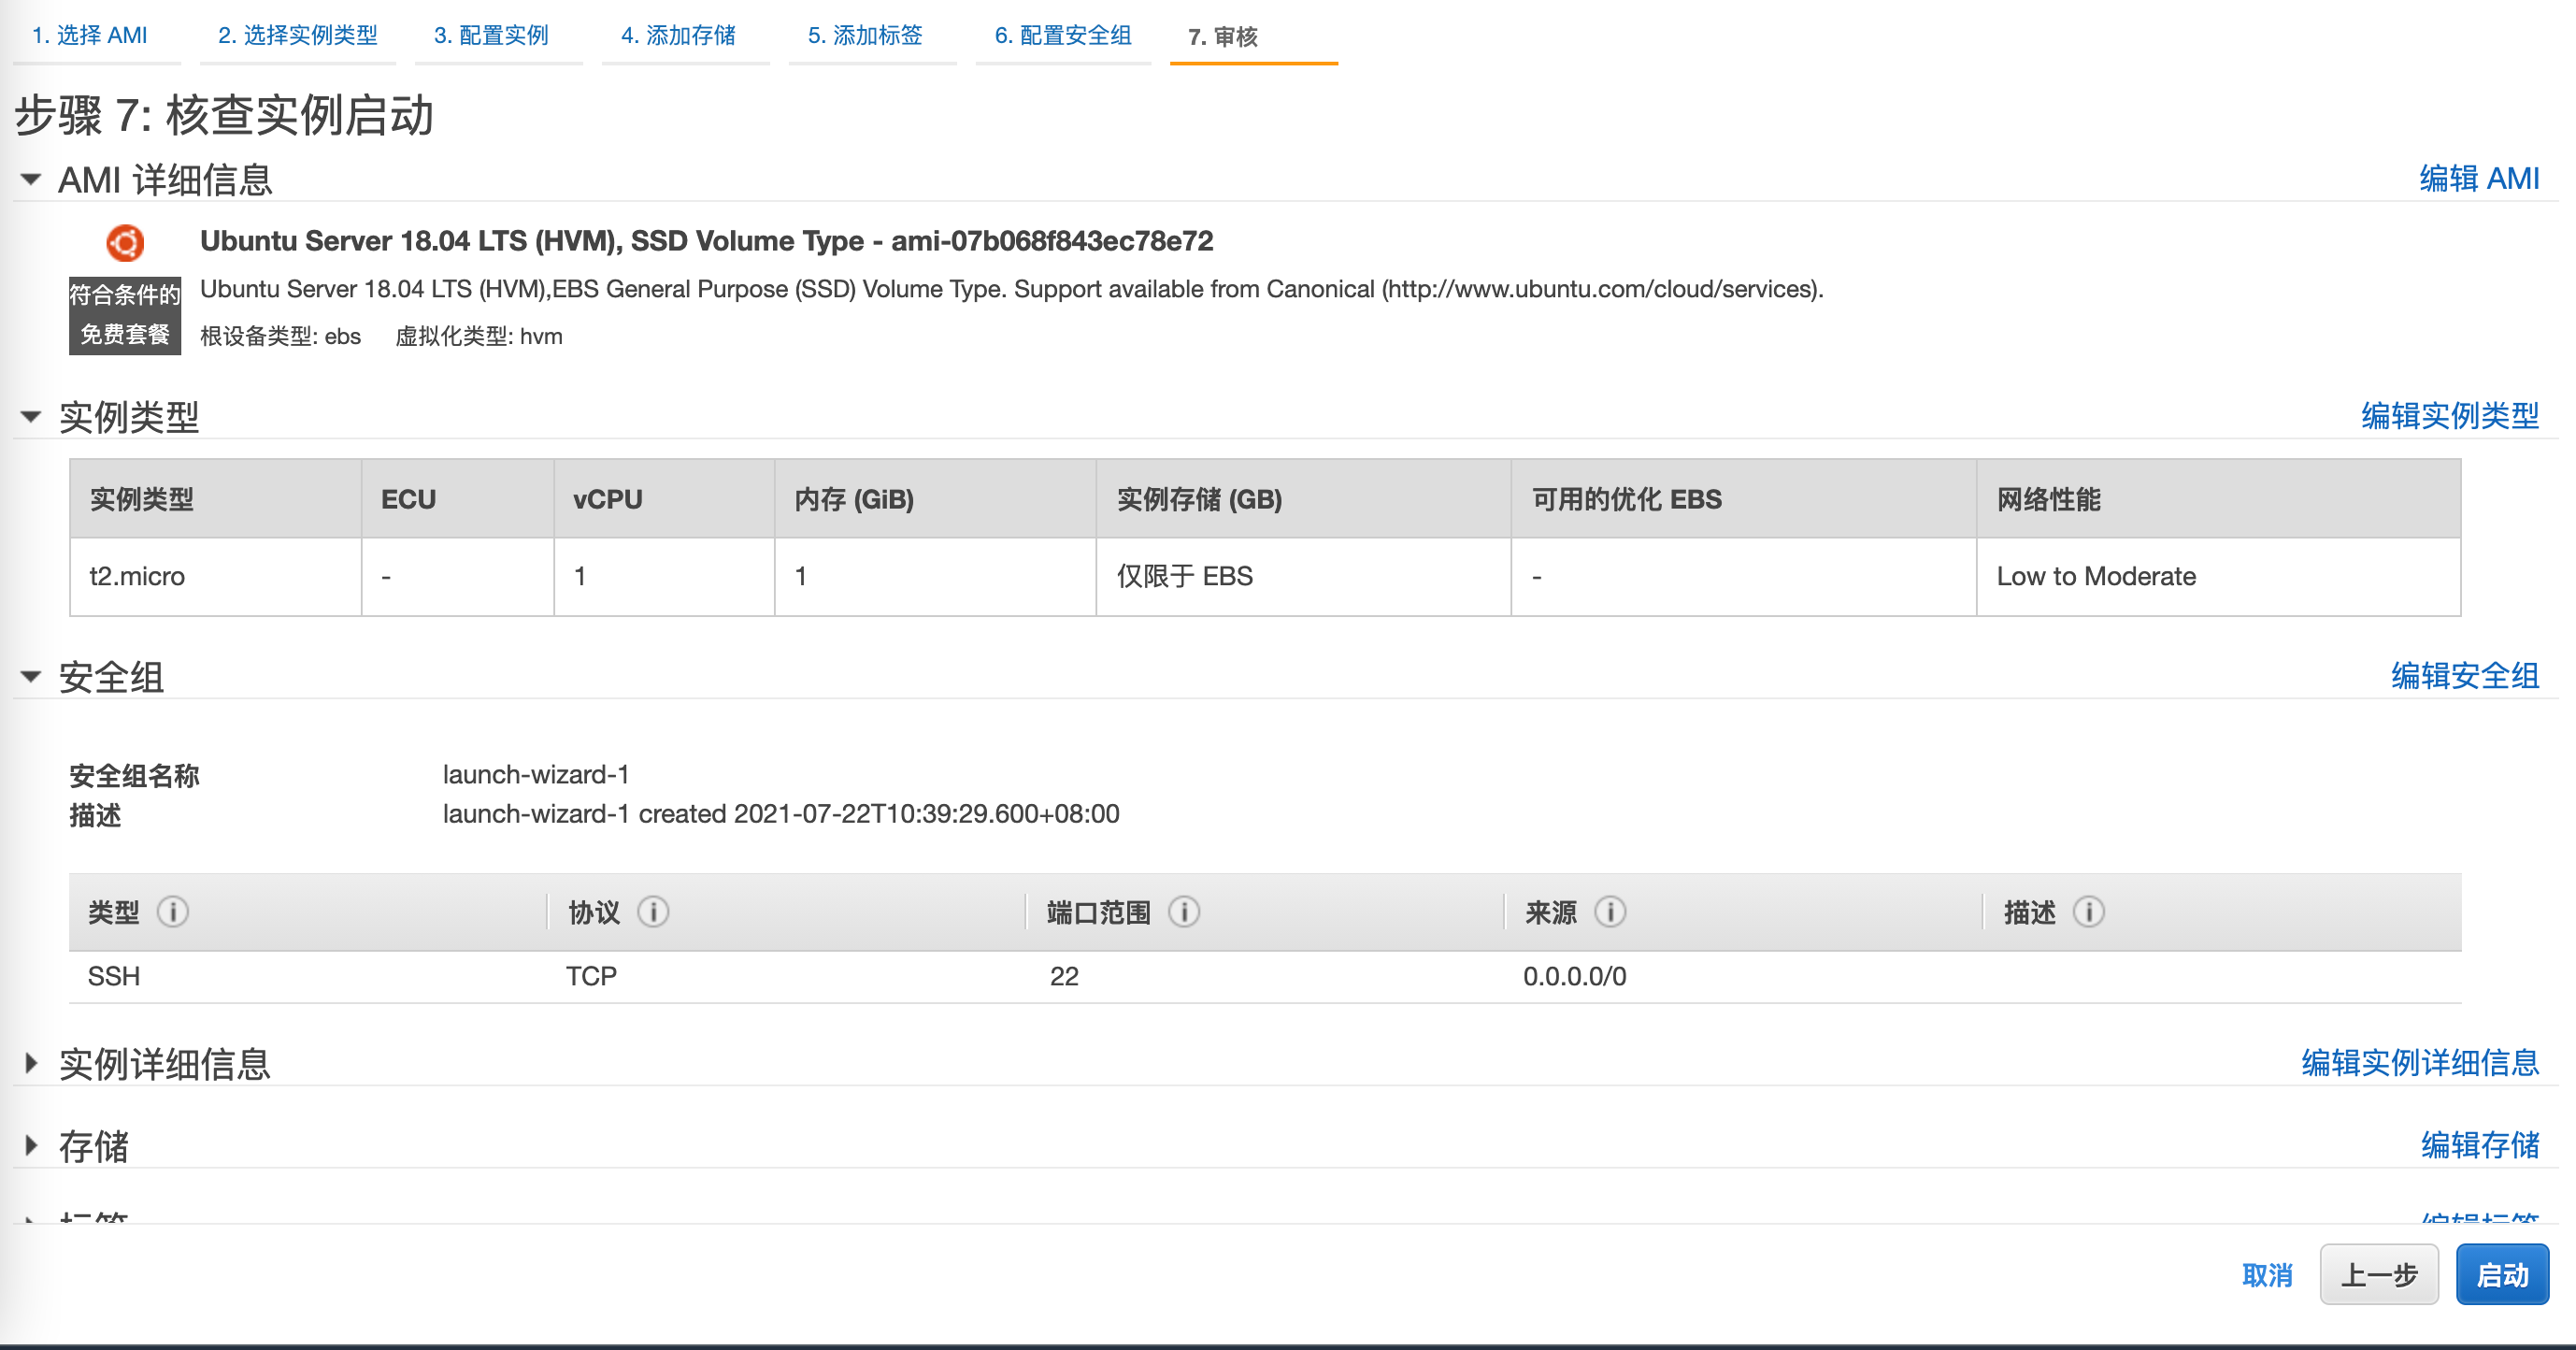 1. 选择 AMI 2. 选择实例类型 3. 配置实例 4. 添加存储 5. 添加标签 6. 配置安全组 7. 审核
步骤 7: 核查实例启动
AMI 详细信息 编辑 AMI
Ubuntu Server 18.04 LTS (HVM), SSD Volume Type - ami-07b068f843ec78e72
符合条件的
免费套餐
Ubuntu Server 18.04 LTS (HVM),EBS General Purpose (SSD) Volume Type. Support available from Canonical (http://www.ubuntu.com/cloud/services).
根设备类型: ebs 虚拟化类型: hvm
实例类型 编辑实例类型
实例类型 ECU vCPU 内存 (GiB) 实例存储 (GB) 可用的优化 EBS 网络性能
t2.micro - 1 1 仅限于 EBS - Low to Moderate
安全组 编辑安全组
安全组名称 launch-wizard-1
描述 launch-wizard-1 created 2021-07-22T10:39:29.600+08:00
类型 协议 端口范围 来源 描述
SSH TCP 22 0.0.0.0/0
实例详细信息 编辑实例详细信息
存储 编辑存储
标签 编辑标签
取消 上一步 启动